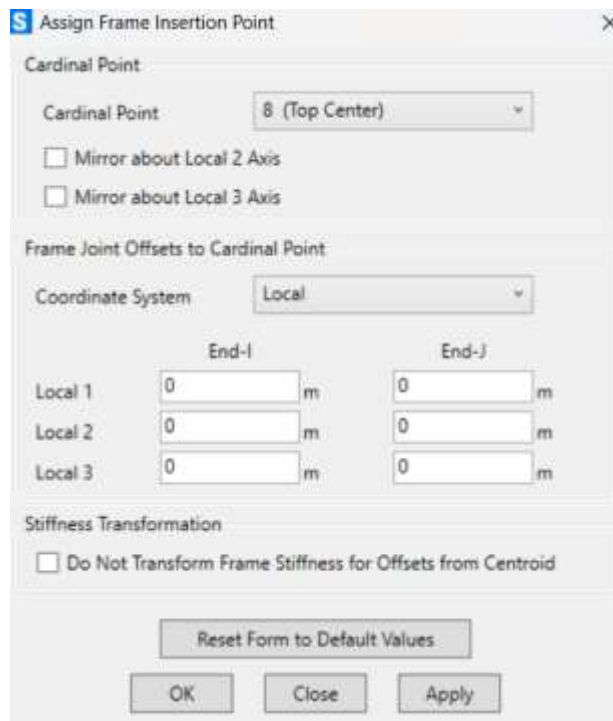 S Assign Frame Insertion Point
Cardinal Point
Cardinal Point 8 (Top Center)
Mirror about Local 2 Axis
Mirror about Local 3 Axis
Frame Joint Offsets to Cardinal Point
Coordinate System Local
End-I End-J
Local 1 0 m 0 m
Local 2 0 m 0 m
Local 3 0 m 0 m
Stiffness Transformation
Do Not Transform Frame Stiffness for Offsets from Centroid
Reset Form to Default Values
OK Close Apply